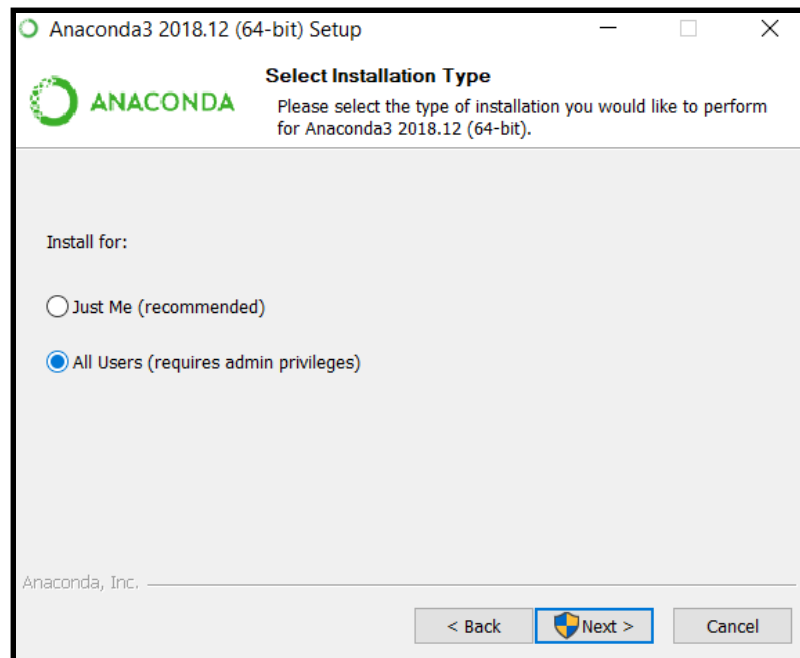 Anaconda3 2018.12 (64-bit) Setup
ANACONDA
Select Installation Type
Please select the type of installation you would like to perform
for Anaconda3 2018.12 (64-bit).
Install for:
Just Me (recommended)
All Users (requires admin privileges)
Anaconda, Inc.
< Back
Next >
Cancel